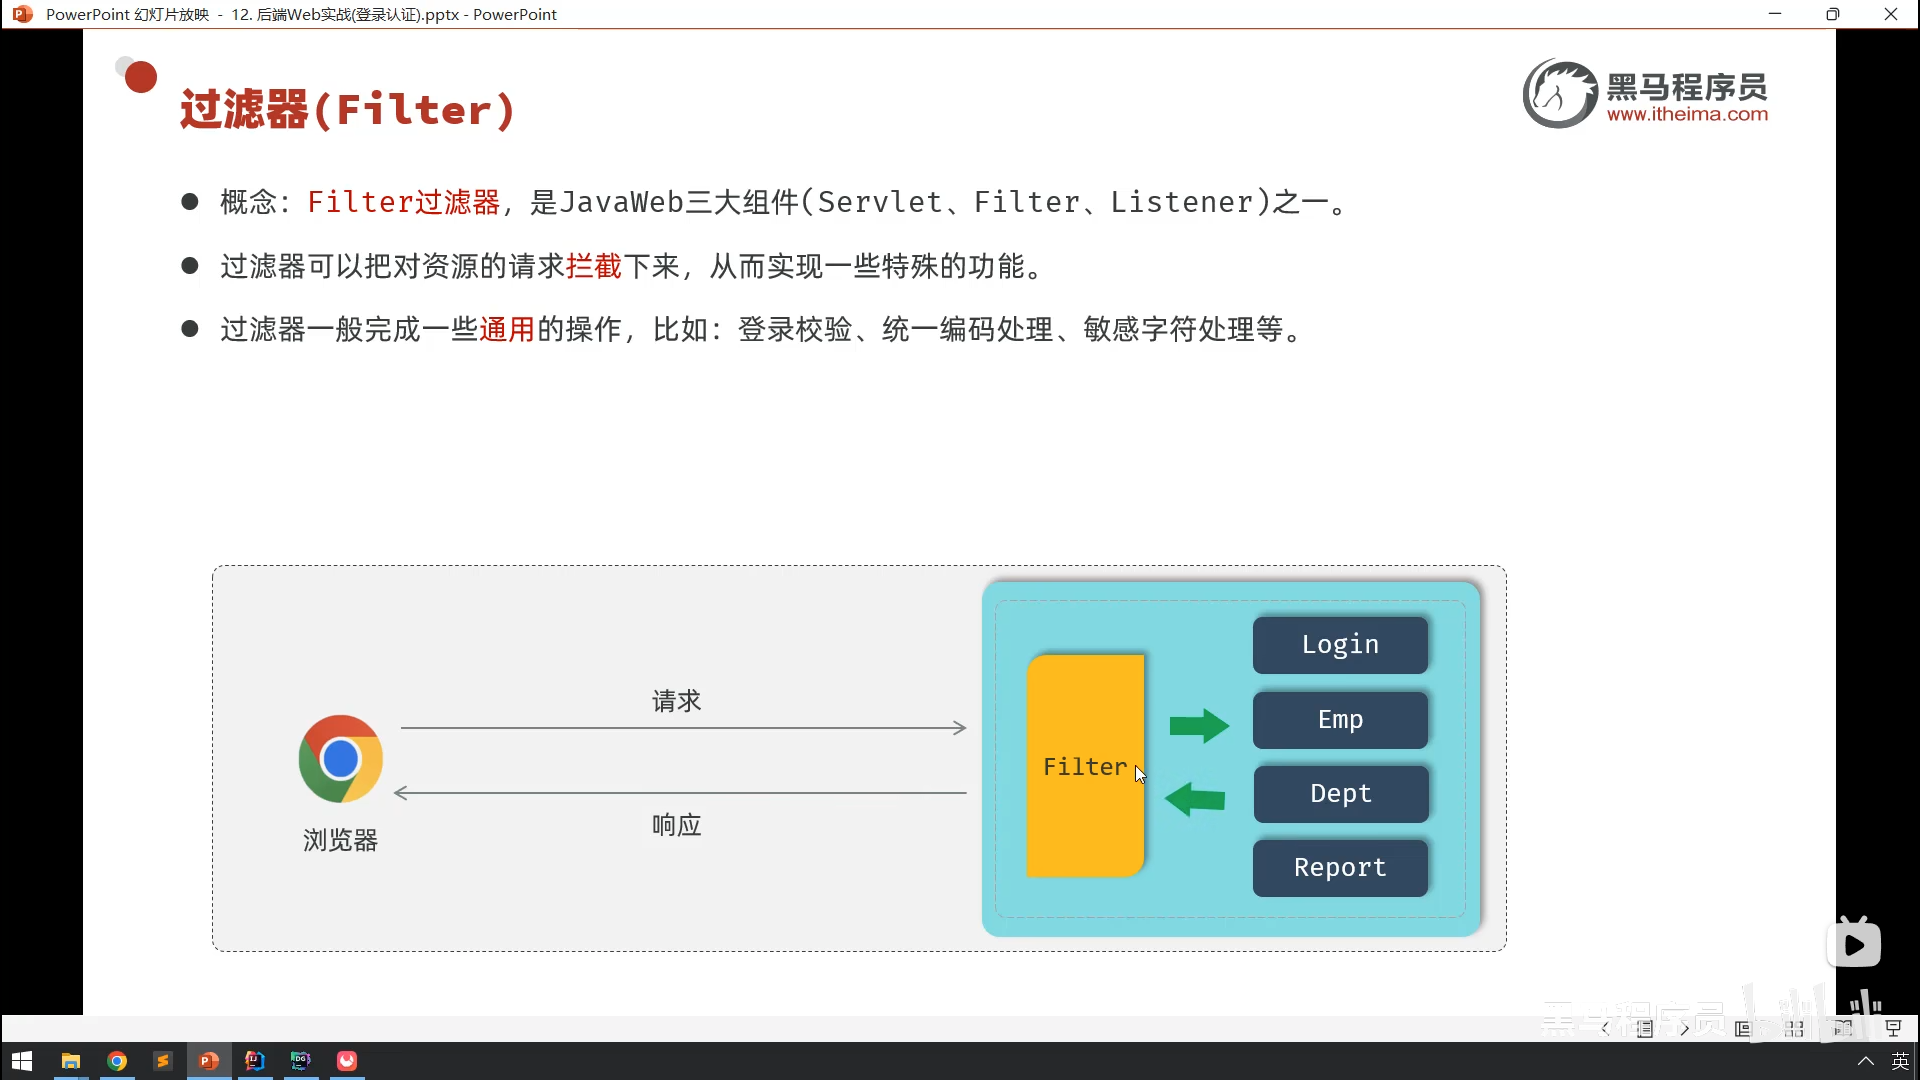 PowerPoint 幻灯片放映 - 12. 后端Web实战(登录认证).pptx - PowerPoint
过滤器(Filter)
黑马程序员
www.itheima.com
概念：Filter过滤器，是JavaWeb三大组件(Servlet、Filter、Listener)之一。
过滤器可以把对资源的请求拦截下来，从而实现一些特殊的功能。
过滤器一般完成一些通用的操作，比如：登录校验、统一编码处理、敏感字符处理等。
请求
响应
浏览器
Filter
Login
Emp
Dept
Report
黑马程序员
英